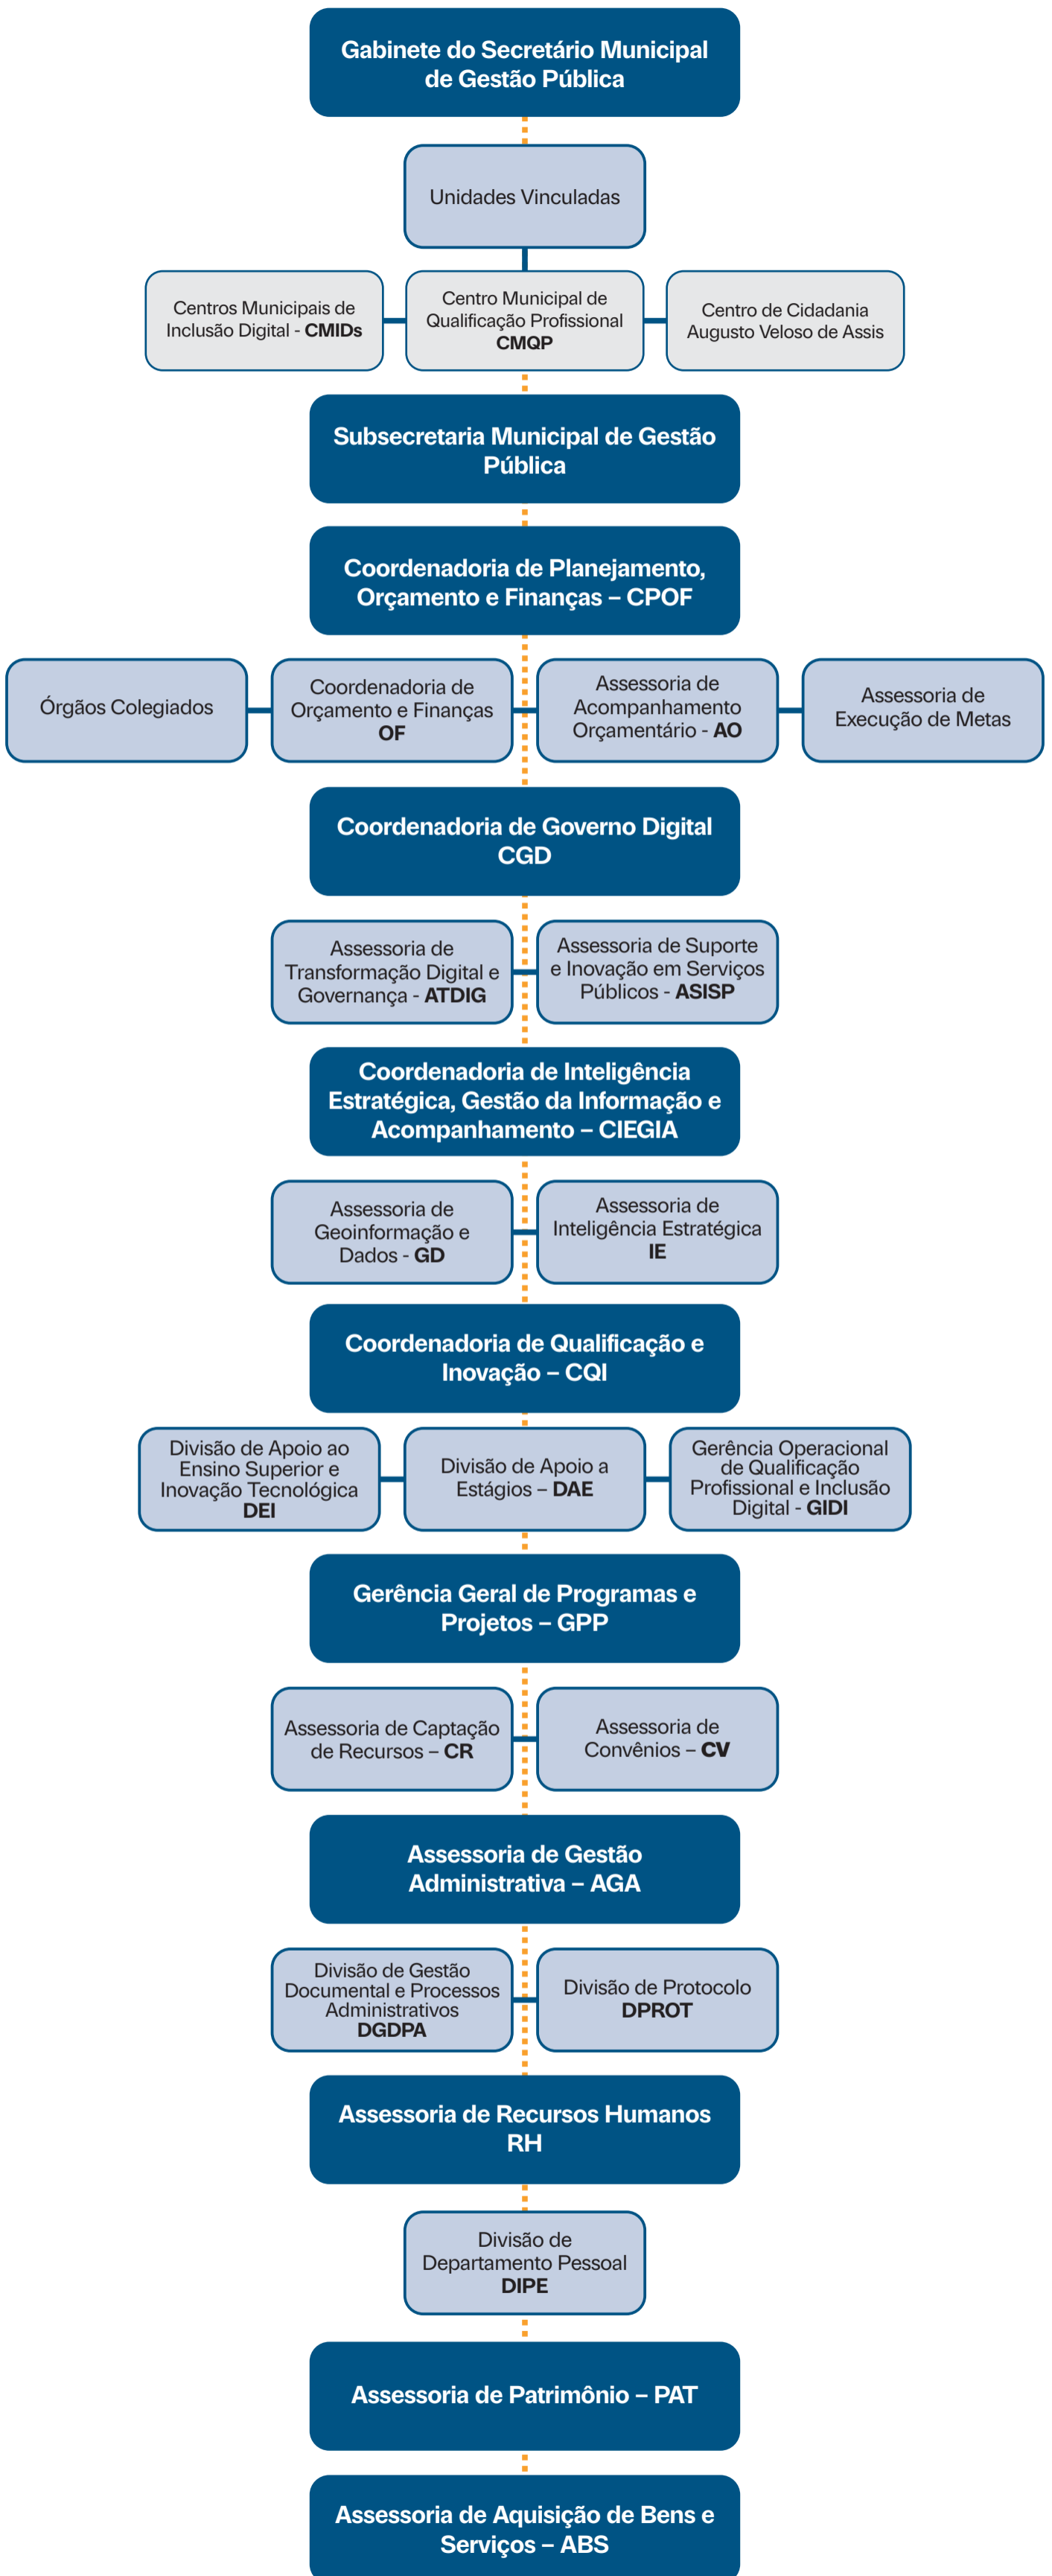 Gabinete do Secretário Municipal
de Gestão Pública
Unidades Vinculadas
Centros Municipais de
Inclusão Digital - CMIDs
Centro Municipal de
Qualificação Profissional
CMQP
Centro de Cidadania
Augusto Veloso de Assis
Subsecretaria Municipal de Gestão
Pública
Coordenadoria de Planejamento,
Orçamento e Finanças – CPOF
Órgãos Colegiados
Coordenadoria de
Orçamento e Finanças
OF
Assessoria de
Acompanhamento
Orçamentário - AO
Assessoria de
Execução de Metas
Coordenadoria de Governo Digital
CGD
Assessoria de
Transformação Digital e
Governança - ATDIG
Assessoria de Suporte
e Inovação em Serviços
Públicos - ASISP
Coordenadoria de Inteligência
Estratégica, Gestão da Informação e
Acompanhamento – CIEGIA
Assessoria de
Geoinformação e
Dados - GD
Assessoria de
Inteligência Estratégica
IE
Coordenadoria de Qualificação e
Inovação – CQI
Divisão de Apoio ao
Ensino Superior e
Inovação Tecnológica
DEI
Divisão de Apoio a
Estágios – DAE
Gerência Operacional
de Qualificação
Profissional e Inclusão
Digital - GIDI
Gerência Geral de Programas e
Projetos – GPP
Assessoria de Captação
de Recursos – CR
Assessoria de
Convênios – CV
Assessoria de Gestão
Administrativa – AGA
Divisão de Gestão
Documental e Processos
Administrativos
DGDPA
Divisão de Protocolo
DPROT
Assessoria de Recursos Humanos
RH
Divisão de
Departamento Pessoal
DIPE
Assessoria de Patrimônio – PAT
Assessoria de Aquisição de Bens e
Serviços – ABS